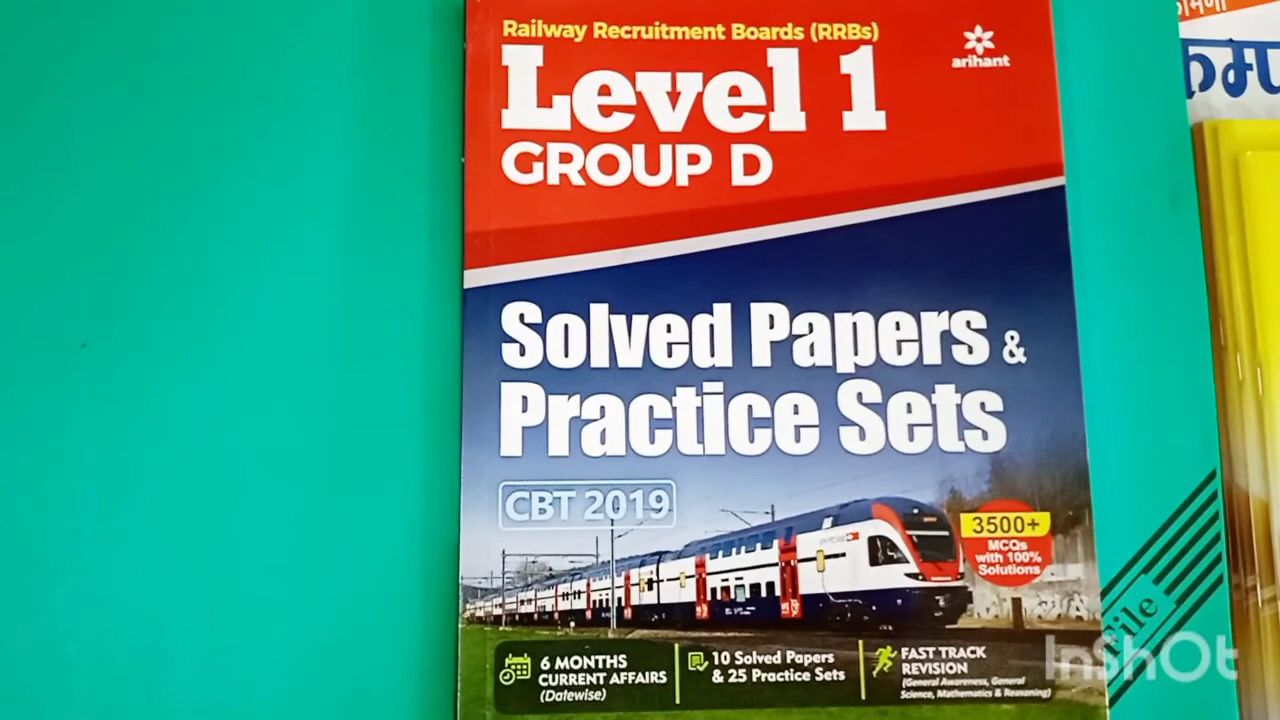 Railway Recruitment Boards (RRBs)
arihant
Level 1
GROUP D
Solved Papers &
Practice Sets
CBT 2019
3500+
MCQs
with 100%
Solutions
6 MONTHS
CURRENT AFFAIRS
(Datewise)
10 Solved Papers
& 25 Practice Sets
FAST TRACK
REVISION
(General Awareness, General
Science, Mathematics & Reasoning)
File
InShOt